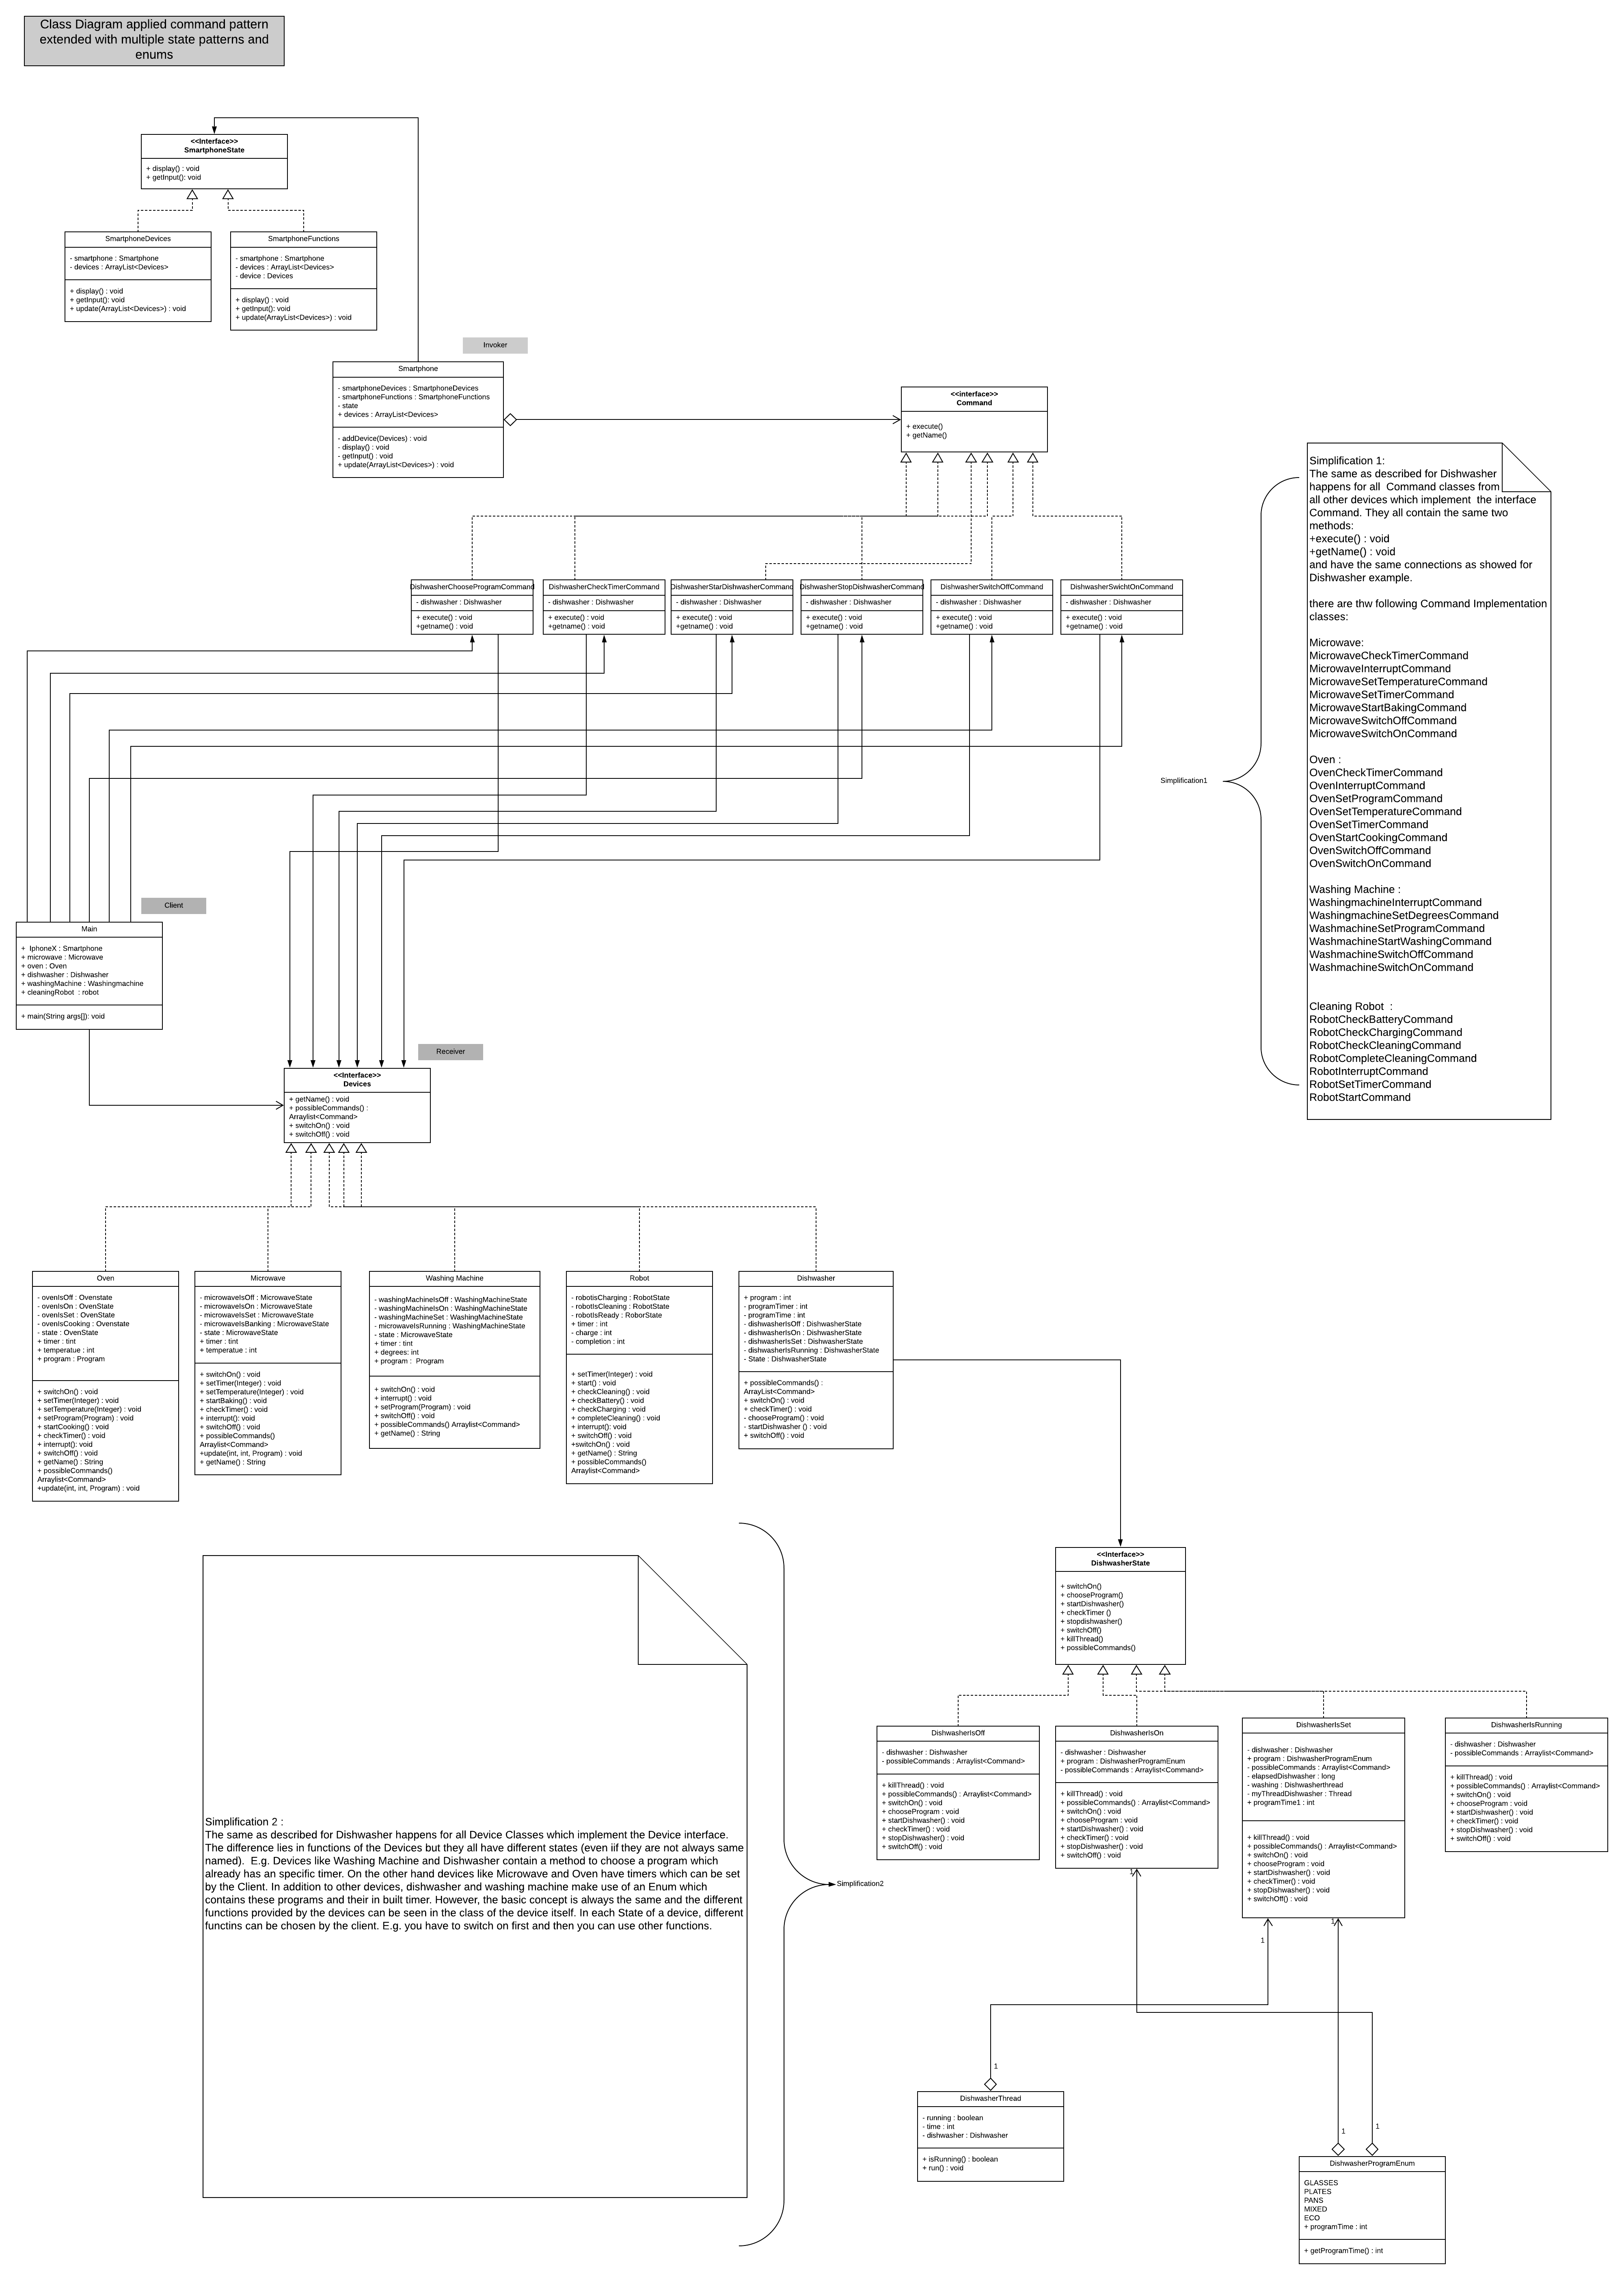 Class Diagram applied command pattern
extended with multiple state patterns and
enums
<<Interface>>
SmartphoneState
+ display() : void
+ getInput(): void
SmartphoneDevices
- smartphone : Smartphone
- devices : ArrayList<Devices>
+ display() : void
+ getInput(): void
+ update(ArrayList<Devices>) : void
SmartphoneFunctions
- smartphone : Smartphone
- devices : ArrayList<Devices>
- device : Devices
+ display() : void
+ getInput(): void
+ update(ArrayList<Devices>) : void
Invoker
Smartphone
- smartphoneDevices : SmartphoneDevices
- smartphoneFunctions : SmartphoneFunctions
- state
+ devices : ArrayList<Devices>
- addDevice(Devices) : void
- display() : void
- getInput() : void
+ update(ArrayList<Devices>) : void
<<interface>>
Command
+ execute()
+ getName()
DishwasherChooseProgramCommand
- dishwasher : Dishwasher
+ execute() : void
+getname() : void
DishwasherCheckTimerCommand
- dishwasher : Dishwasher
+ execute() : void
+getname() : void
DishwasherStarDishwasherCommand
- dishwasher : Dishwasher
+ execute() : void
+getname() : void
DishwasherStopDishwasherCommand
- dishwasher : Dishwasher
+ execute() : void
+getname() : void
DishwasherSwitchOffCommand
- dishwasher : Dishwasher
+ execute() : void
+getname() : void
DishwasherSwichtOnCommand
- dishwasher : Dishwasher
+ execute() : void
+getname() : void
Simplification1
Simplification 1:
The same as described for Dishwasher
happens for all  Command classes from
all other devices which implement  the interface
Command. They all contain the same two
methods:
+execute() : void
+getName() : void
and have the same connections as showed for
Dishwasher example.
there are thw following Command Implementation
classes:
Microwave:
MicrowaveCheckTimerCommand
MicrowaveInterruptCommand
MicrowaveSetTemperatureCommand
MicrowaveSetTimerCommand
MicrowaveStartBakingCommand
MicrowaveSwitchOffCommand
MicrowaveSwitchOnCommand
Oven :
OvenCheckTimerCommand
OvenInterruptCommand
OvenSetProgramCommand
OvenSetTemperatureCommand
OvenSetTimerCommand
OvenStartCookingCommand
OvenSwitchOffCommand
OvenSwitchOnCommand
Washing Machine :
WashingmachineInterruptCommand
WashingmachineSetDegreesCommand
WashmachineSetProgramCommand
WashmachineStartWashingCommand
WashmachineSwitchOffCommand
WashmachineSwitchOnCommand
Cleaning Robot  :
RobotCheckBatteryCommand
RobotCheckChargingCommand
RobotCheckCleaningCommand
RobotCompleteCleaningCommand
RobotInterruptCommand
RobotSetTimerCommand
RobotStartCommand
Client
Main
+  IphoneX : Smartphone
+ microwave : Microwave
+ oven : Oven
+ dishwasher : Dishwasher
+ washingMachine : Washingmachine
+ cleaningRobot  : robot
+ main(String args[]): void
Receiver
<<Interface>>
Devices
+ getName() : void
+ possibleCommands() :
Arraylist<Command>
+ switchOn() : void
+ switchOff() : void
Oven
- ovenIsOff : Ovenstate
- ovenIsOn : OvenState
- ovenIsSet : OvenState
- ovenIsCooking : Ovenstate
- state : OvenState
+ timer : tint
+ temperatue : int
+ program : Program
+ switchOn() : void
+ setTimer(Integer) : void
+ setTemperature(Integer) : void
+ setProgram(Program) : void
+ startCooking() : void
+ checkTimer() : void
+ interrupt(): void
+ switchOff() : void
+ getName() : String
+ possibleCommands()
Arraylist<Command>
+update(int, int, Program) : void
Microwave
- microwaveIsOff : MicrowaveState
- microwaveIsOn : MicrowaveState
- microwaveIsSet : MicrowaveState
- microwaveIsBanking : MicrowaveState
- state : MicrowaveState
+ timer : tint
+ temperatue : int
+ switchOn() : void
+ setTimer(Integer) : void
+ setTemperature(Integer) : void
+ startBaking() : void
+ checkTimer() : void
+ interrupt(): void
+ switchOff() : void
+ possibleCommands()
Arraylist<Command>
+update(int, int, Program) : void
+ getName() : String
Washing Machine
- washingMachineIsOff : WashingMachineState
- washingMachineIsOn : WashingMachineState
- washingMachineSet : WashingMachineState
- microwaveIsRunning : WashingMachineState
- state : MicrowaveState
+ timer : tint
+ degrees: int
+ program :  Program
+ switchOn() : void
+ interrupt() : void
+ setProgram(Program) : void
+ switchOff() : void
+ possibleCommands() Arraylist<Command>
+ getName() : String
Robot
- robotisCharging : RobotState
- robotIsCleaning : RobotState
- robotIsReady : RoborState
+ timer : int
- charge : int
- completion : int
+ setTimer(Integer) : void
+ start() : void
+ checkCleaning() : void
+ checkBattery() : void
+ checkCharging : void
+ completeCleaning() : void
+ interrupt(): void
+ switchOff() : void
+switchOn() : void
+ getName() : String
+ possibleCommands()
Arraylist<Command>
Dishwasher
+ program : int
- programTimer : int
- programTime : int
- dishwasherIsOff : DishwasherState
- dishwasherIsOn : DishwasherState
- dishwasherIsSet : DishwasherState
- dishwasherIsRunning : DishwasherState
- State : DishwasherState
+ possibleCommands() :
ArrayList<Command>
+ switchOn() : void
+ checkTimer() : void
- chooseProgram() : void
- startDishwasher () : void
+ switchOff() : void
<<Interface>>
DishwasherState
+ switchOn()
+ chooseProgram()
+ startDishwasher()
+ checkTimer ()
+ stopdishwasher()
+ switchOff()
+ killThread()
+ possibleCommands()
DishwasherIsOff
- dishwasher : Dishwasher
- possibleCommands : Arraylist<Command>
+ killThread() : void
+ possibleCommands() : Arraylist<Command>
+ switchOn() : void
+ chooseProgram : void
+ startDishwasher() : void
+ checkTimer() : void
+ stopDishwasher() : void
+ switchOff() : void
DishwasherIsOn
- dishwasher : Dishwasher
+ program : DishwasherProgramEnum
- possibleCommands : Arraylist<Command>
+ killThread() : void
+ possibleCommands() : Arraylist<Command>
+ switchOn() : void
+ chooseProgram : void
+ startDishwasher() : void
+ checkTimer() : void
+ stopDishwasher() : void
+ switchOff() : void
1
DishwasherIsSet
- dishwasher : Dishwasher
+ program : DishwasherProgramEnum
- possibleCommands : Arraylist<Command>
- elapsedDishwasher : long
- washing : Dishwasherthread
- myThreadDishwasher : Thread
+ programTime1 : int
+ killThread() : void
+ possibleCommands() : Arraylist<Command>
+ switchOn() : void
+ chooseProgram : void
+ startDishwasher() : void
+ checkTimer() : void
+ stopDishwasher() : void
+ switchOff() : void
1
1
DishwasherIsRunning
- dishwasher : Dishwasher
- possibleCommands : Arraylist<Command>
+ killThread() : void
+ possibleCommands() : Arraylist<Command>
+ switchOn() : void
+ chooseProgram : void
+ startDishwasher() : void
+ checkTimer() : void
+ stopDishwasher() : void
+ switchOff() : void
Simplification 2 :
The same as described for Dishwasher happens for all Device Classes which implement the Device interface.
The difference lies in functions of the Devices but they all have different states (even iif they are not always same
named).  E.g. Devices like Washing Machine and Dishwasher contain a method to choose a program which
already has an specific timer. On the other hand devices like Microwave and Oven have timers which can be set
by the Client. In addition to other devices, dishwasher and washing machine make use of an Enum which
contains these programs and their in built timer. However, the basic concept is always the same and the different
functions provided by the devices can be seen in the class of the device itself. In each State of a device, different
functins can be chosen by the client. E.g. you have to switch on first and then you can use other functions.
Simplification2
1
DishwasherThread
- running : boolean
- time : int
- dishwasher : Dishwasher
+ isRunning() : boolean
+ run() : void
1
1
DishwasherProgramEnum
GLASSES
PLATES
PANS
MIXED
ECO
+ programTime : int
+ getProgramTime() : int